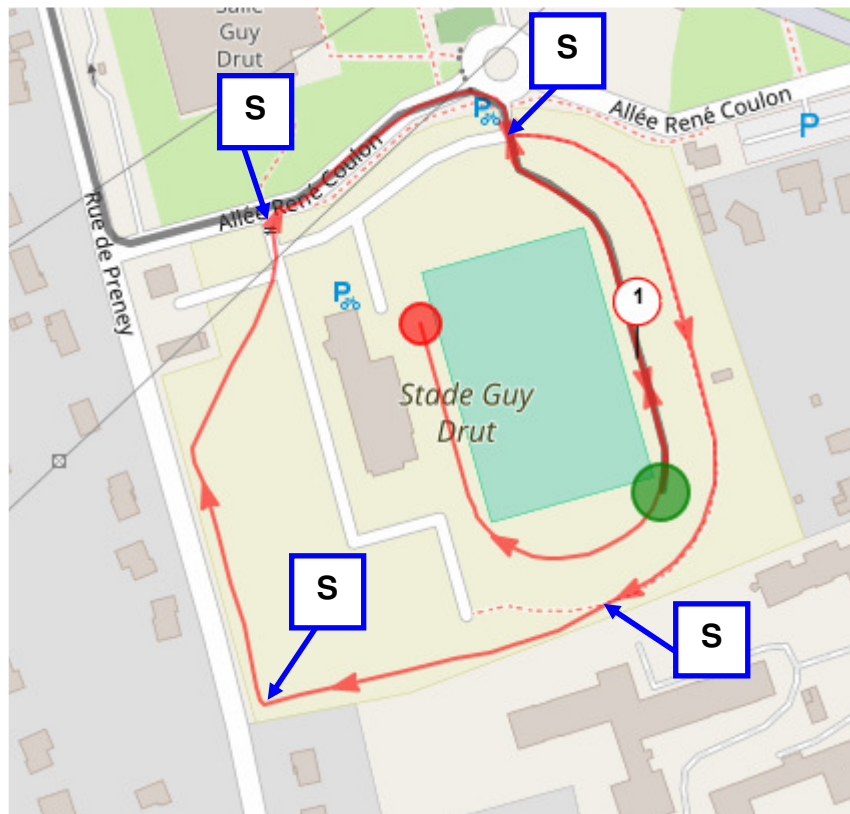 Salle
Guy
Drut
S
S
P
Allée René Coulon
P
Allée René Coulon
Rue de Preney
P
1
Stade Guy
Drut
S
S